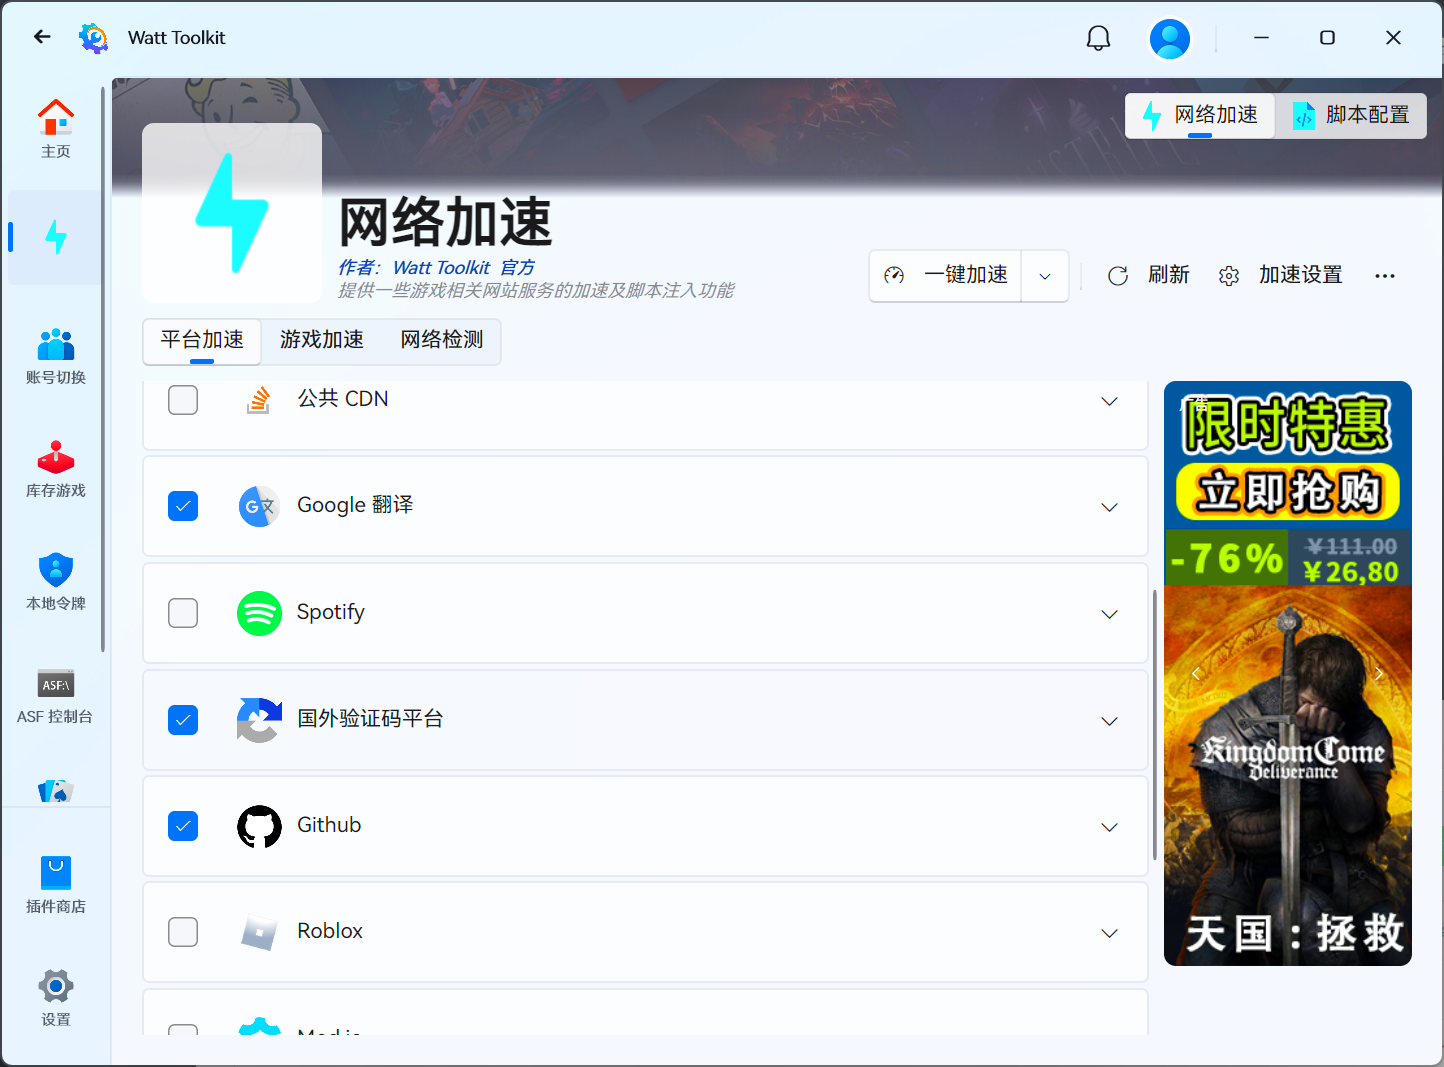 Watt Toolkit
主页
账号切换
库存游戏
本地令牌
ASF:\
ASF 控制台
插件商店
设置
网络加速
脚本配置
网络加速
作者: Watt Toolkit 官方
提供一些游戏相关网站服务的加速及脚本注入功能
一键加速
刷新
加速设置
平台加速
游戏加速
网络检测
公共 CDN
Google 翻译
Spotify
国外验证码平台
Github
Roblox
广告
限时特惠
立即抢购
-76%
¥111.00
¥26,80
Kingdom Come
Deliverance
天国:拯救